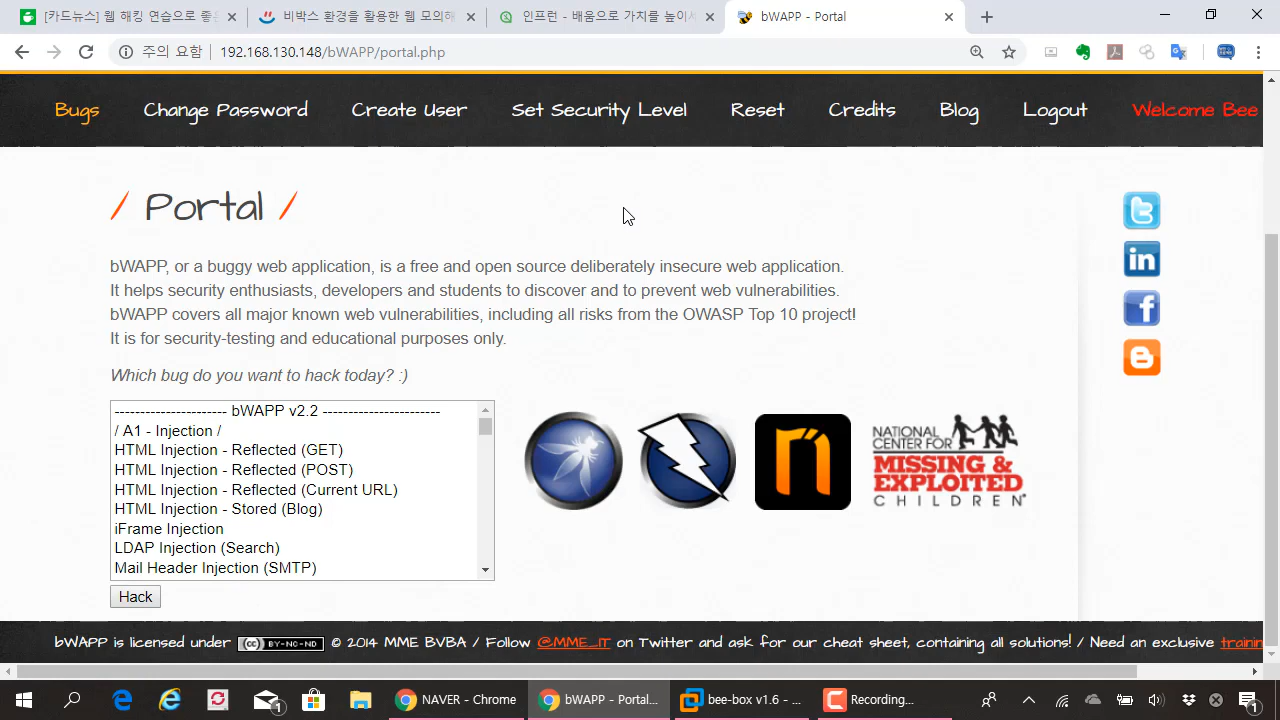 [카드뉴스] 웹 해킹 연습으로 좋은
비박스 환경을 활용한 웹 모의해
인프런 - 배움으로 가치를 높이세
bWAPP - Portal
주의 요함
192.168.130.148/bWAPP/portal.php
Bugs
Change Password
Create User
Set Security Level
Reset
Credits
Blog
Logout
Welcome Bee
/ Portal /
bWAPP, or a buggy web application, is a free and open source deliberately insecure web application.
It helps security enthusiasts, developers and students to discover and to prevent web vulnerabilities.
bWAPP covers all major known web vulnerabilities, including all risks from the OWASP Top 10 project!
It is for security-testing and educational purposes only.
Which bug do you want to hack today? :)
---------------------- bWAPP v2.2 -----------------------
/ A1 - Injection /
HTML Injection - Reflected (GET)
HTML Injection - Reflected (POST)
HTML Injection - Reflected (Current URL)
HTML Injection - Stored (Blog)
iFrame Injection
LDAP Injection (Search)
Mail Header Injection (SMTP)
NATIONAL
CENTER FOR
MISSING &
EXPLOITED
CHILDREN®
Hack
bWAPP is licensed under (cc) BY-NC-ND © 2014 MME BVBA / Follow @MME_IT on Twitter and ask for our cheat sheet, containing all solutions! / Need an exclusive trainin
NAVER - Chrome
bWAPP - Portal...
bee-box v1.6 - ...
Recording...